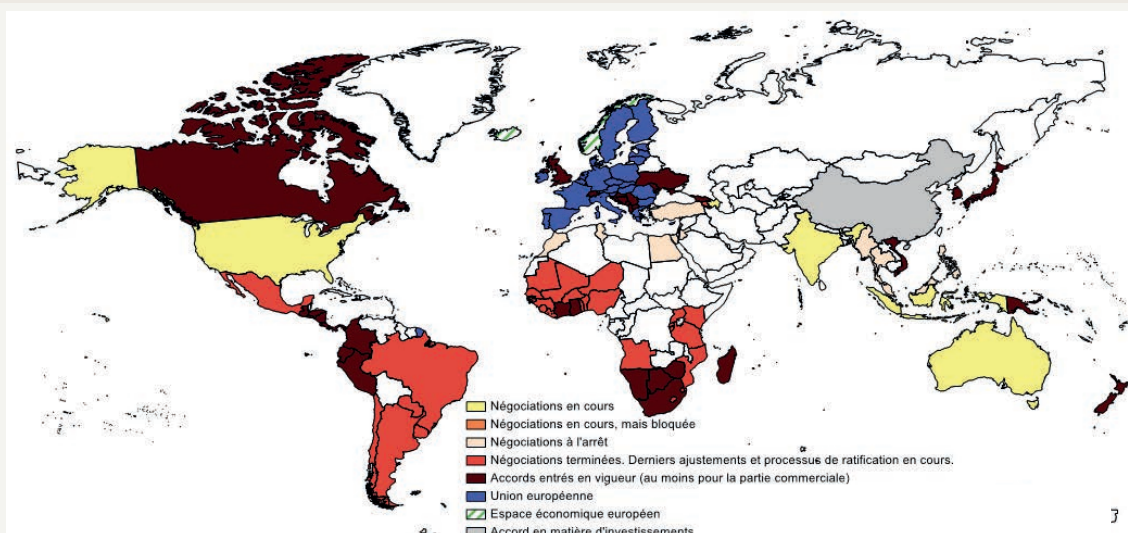 Négociations en cours
Négociations en cours, mais bloquée
Négociations à l'arrêt
Négociations terminées. Derniers ajustements et processus de ratification en cours.
Accords entrés en vigueur (au moins pour la partie commerciale)
Union européenne
Espace économique européen
Accord en matière d'investissements